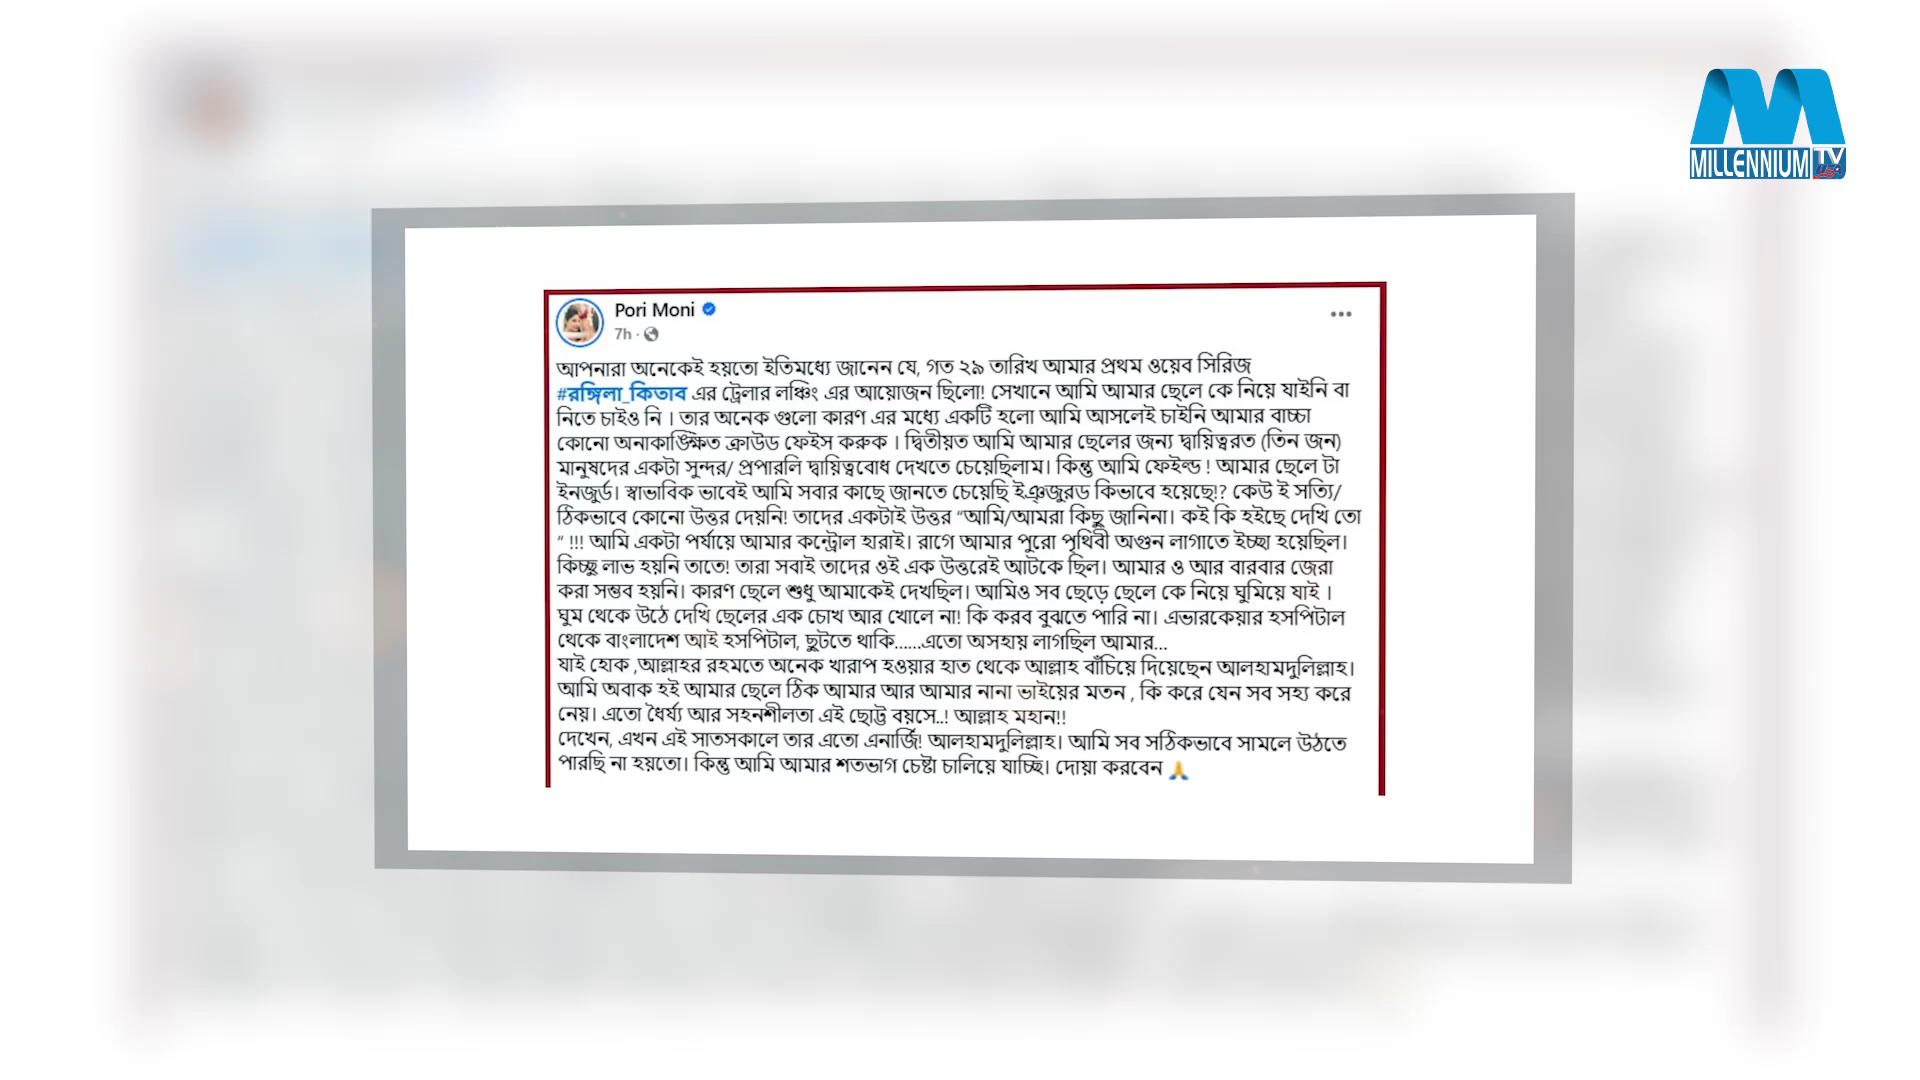 MILLENNIUM TV
USA
Pori Moni
7h ·
আপনারা অনেকেই হয়তো ইতিমধ্যে জানেন যে, গত ২৯ তারিখ আমার প্রথম ওয়েব সিরিজ
#রঙ্গিলা_কিতাব এর ট্রেলার লঞ্চিং এর আয়োজন ছিলো! সেখানে আমি আমার ছেলে কে নিয়ে যাইনি বা
নিতে চাইও নি । তার অনেক গুলো কারণ এর মধ্যে একটি হলো আমি আসলেই চাইনি আমার বাচ্চা
কোনো অনাকাঙ্ক্ষিত ক্রাউড ফেইস করুক । দ্বিতীয়ত আমি আমার ছেলের জন্য দ্বায়িত্বরত (তিন জন)
মানুষদের একটা সুন্দর/ প্রপারলি দ্বায়িত্ববোধ দেখতে চেয়েছিলাম। কিন্তু আমি ফেইল্ড ! আমার ছেলে টা
ইনজুর্ড। স্বাভাবিক ভাবেই আমি সবার কাছে জানতে চেয়েছি ইঞ্জুরড কিভাবে হয়েছে!? কেউ ই সত্যি/
ঠিকভাবে কোনো উত্তর দেয়নি! তাদের একটাই উত্তর “আমি/আমরা কিছু জানিনা। কই কি হইছে দেখি তো
“ !!! আমি একটা পর্যায়ে আমার কন্ট্রোল হারাই। রাগে আমার পুরো পৃথিবী অগুন লাগাতে ইচ্ছা হয়েছিল।
কিচ্ছু লাভ হয়নি তাতে! তারা সবাই তাদের ওই এক উত্তরেই আটকে ছিল। আমার ও আর বারবার জেরা
করা সম্ভব হয়নি। কারণ ছেলে শুধু আমাকেই দেখছিল। আমিও সব ছেড়ে ছেলে কে নিয়ে ঘুমিয়ে যাই ।
ঘুম থেকে উঠে দেখি ছেলের এক চোখ আর খোলে না! কি করব বুঝতে পারি না। এভারকেয়ার হসপিটাল
থেকে বাংলাদেশ আই হসপিটাল, ছুটতে থাকি......এতো অসহায় লাগছিল আমার...
যাই হোক ,আল্লাহর রহমতে অনেক খারাপ হওয়ার হাত থেকে আল্লাহ বাঁচিয়ে দিয়েছেন আলহামদুলিল্লাহ।
আমি অবাক হই আমার ছেলে ঠিক আমার আর আমার নানা ভাইয়ের মতন , কি করে যেন সব সহ্য করে
নেয়। এতো ধৈর্য্য আর সহনশীলতা এই ছোট্ট বয়সে..! আল্লাহ মহান!!
দেখেন, এখন এই সাতসকালে তার এতো এনার্জি! আলহামদুলিল্লাহ। আমি সব সঠিকভাবে সামলে উঠতে
পারছি না হয়তো। কিন্তু আমি আমার শতভাগ চেষ্টা চালিয়ে যাচ্ছি। দোয়া করবেন 🙏